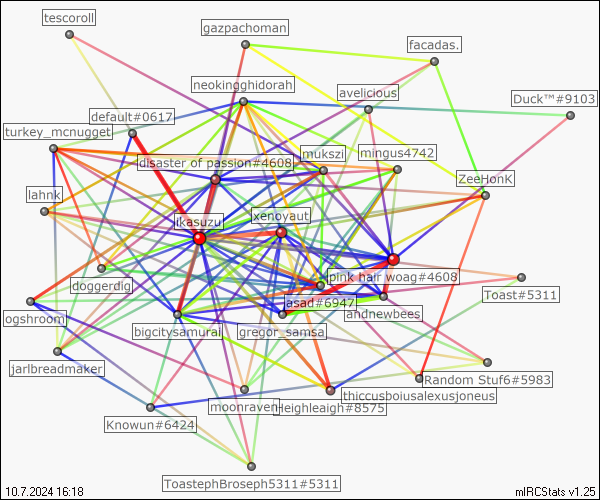 tescoroll
gazpachoman
facadas.
neokingghidorah
avelicious
Duck™#9103
default#0617
turkey_mcnugget
disaster of passion#4608
mukszi
mingus4742
ZeeHonK
lahnk
ikasuzu
xenoyaut
doggerdig
pink hair woag#4608
Toast#5311
asad#6947
andnewbees
ogshroom
bigcitysamurai
gregor_samsa
jarlbreadmaker
Random Stuf6#5983
thiccusboiusalexusjoneus
moonraven
Heighleigh#8575
Knowun#6424
ToastephBroseph5311#5311
10.7.2024 16:18
mIRCStats v1.25